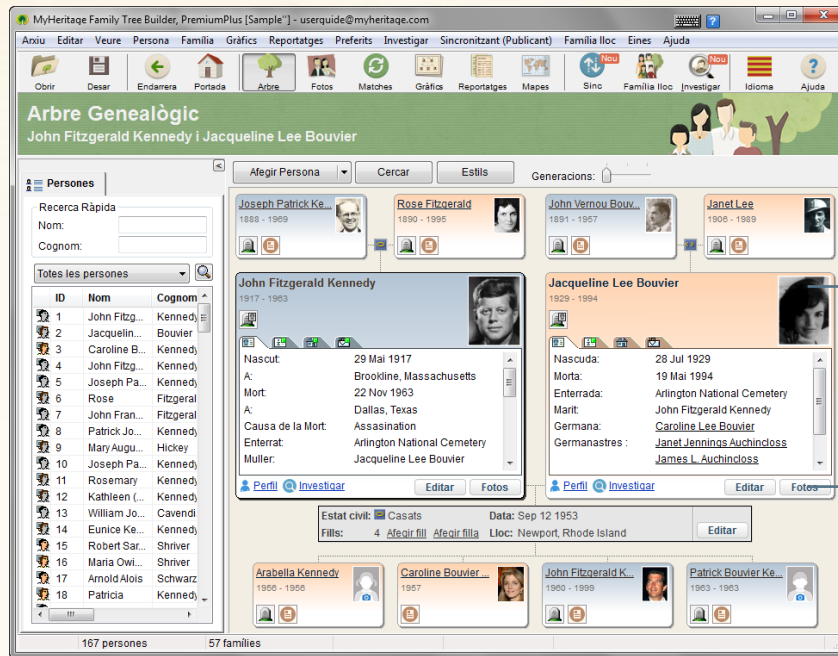 MyHeritage Family Tree Builder, PremiumPlus [Sample"] - userquide@myheritage.com
Arxiu Editar Veure Persona Família Gràfics Reportatges Preferits Investigar Sincronitzant (Publicant) Família lloc Eines Ajuda
Nou Nou
Obrir Desar Endarrera Portada Arbre Fotos Matches Gràfics Reportatges Mapes Sinc Família lloc Investigar Idioma Ajuda
Arbre Genealògic
John Fitzgerald Kennedy i Jacqueline Lee Bouvier
Persones
Recerca Ràpida
Nom:
Cognom:
Totes les persones
ID Nom Cognom
1 John Fitzg... Kennedy
2 Jacquelin... Bouvier
3 Caroline B... Kennedy
4 John Fitzg... Kennedy
5 Joseph Pa... Kennedy
6 Rose Fitzgeral
7 John Fran... Fitzgeral
8 Patrick Jo... Kennedy
9 Mary Augu... Hickey
10 Joseph Pa... Kennedy
11 Rosemary Kennedy
12 Kathleen (... Kennedy
13 William Jo... Cavendi
14 Eunice Ke... Kennedy
15 Robert Sar... Shriver
16 Maria Owi... Shriver
17 Arnold Alois Schwarz
18 Patricia Kennedy
Afegir Persona Cercar Estils Generacions:
Joseph Patrick Ke...
1888 - 1969
Rose Fitzgerald
1890 - 1995
John Vernou Bouv...
1891 - 1957
Janet Lee
1906 - 1989
John Fitzgerald Kennedy
1917 - 1963
Nascut: 29 Mai 1917
A: Brookline, Massachusetts
Mort: 22 Nov 1963
A: Dallas, Texas
Causa de la Mort: Assasination
Enterrat: Arlington National Cemetery
Muller: Jacqueline Lee Bouvier
Perfil Investigar Editar Fotos
Jacqueline Lee Bouvier
1929 - 1994
Nascuda: 28 Jul 1929
Morta: 19 Mai 1994
Enterrada: Arlington National Cemetery
Marit: John Fitzgerald Kennedy
Germana: Caroline Lee Bouvier
Germanastres : Janet Jennings Auchincloss
James L. Auchincloss
Perfil Investigar Editar Fotos
Estat civil: Casats Data: Sep 12 1953
Fills: 4 Afegir fill Afegir filla Lloc: Newport, Rhode Island
Editar
Arabella Kennedy
1956 - 1956
Caroline Bouvier ...
1957
John Fitzgerald K...
1960 - 1999
Patrick Bouvier Ke...
1963 - 1963
167 persones 57 famílies